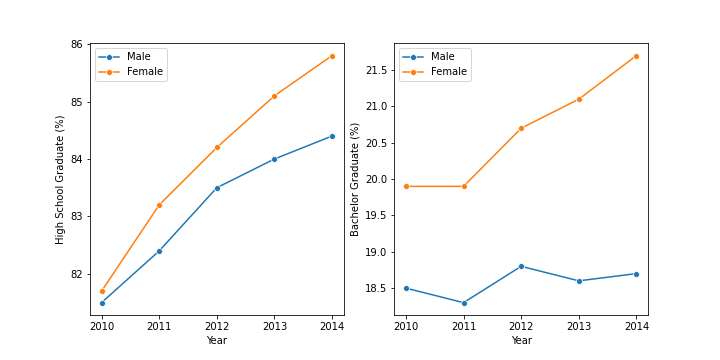 Male
Female
High School Graduate (%)
86
85
84
83
82
2010 2011 2012 2013 2014
Year
Male
Female
Bachelor Graduate (%)
21.5
21.0
20.5
20.0
19.5
19.0
18.5
2010 2011 2012 2013 2014
Year